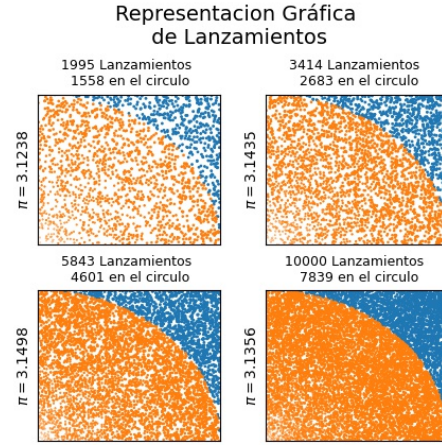 Representacion Gráfica
de Lanzamientos
1995 Lanzamientos
1558 en el circulo
π = 3.1238
3414 Lanzamientos
2683 en el circulo
π = 3.1435
5843 Lanzamientos
4601 en el circulo
π = 3.1498
10000 Lanzamientos
7839 en el circulo
π = 3.1356